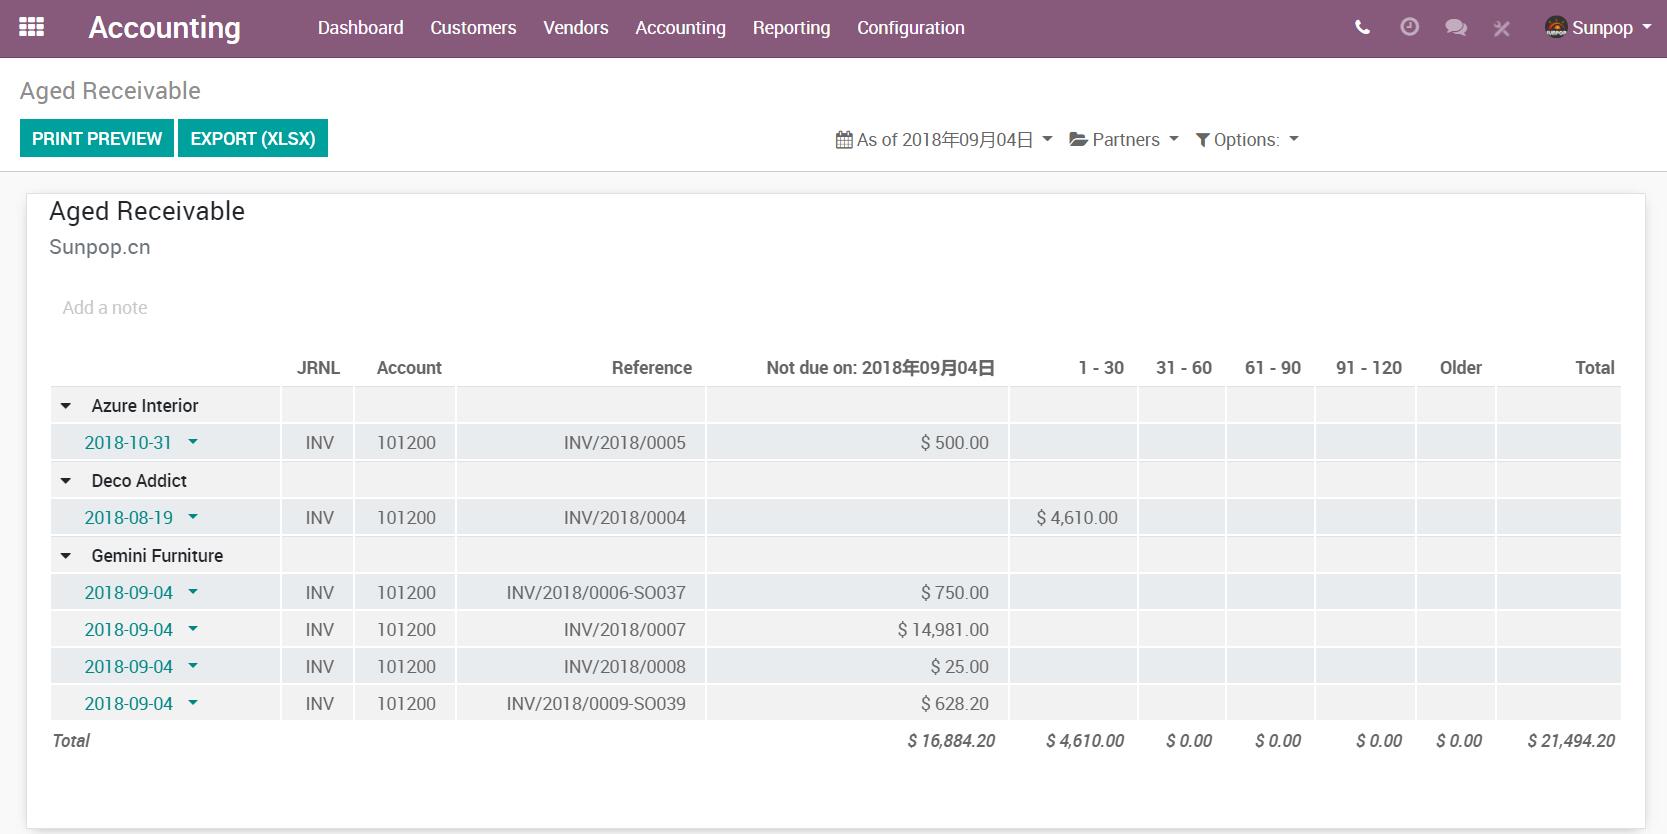 Accounting Dashboard Customers Vendors Accounting Reporting Configuration Sunpop
Aged Receivable
PRINT PREVIEW EXPORT (XLSX) As of 2018年09月04日 Partners Options:
Aged Receivable
Sunpop.cn
Add a note
JRNL Account Reference Not due on: 2018年09月04日 1 - 30 31 - 60 61 - 90 91 - 120 Older Total
Azure Interior
2018-10-31 INV 101200 INV/2018/0005 $ 500.00
Deco Addict
2018-08-19 INV 101200 INV/2018/0004 $ 4,610.00
Gemini Furniture
2018-09-04 INV 101200 INV/2018/0006-SO037 $ 750.00
2018-09-04 INV 101200 INV/2018/0007 $ 14,981.00
2018-09-04 INV 101200 INV/2018/0008 $ 25.00
2018-09-04 INV 101200 INV/2018/0009-SO039 $ 628.20
Total $ 16,884.20 $ 4,610.00 $ 0.00 $ 0.00 $ 0.00 $ 0.00 $ 21,494.20